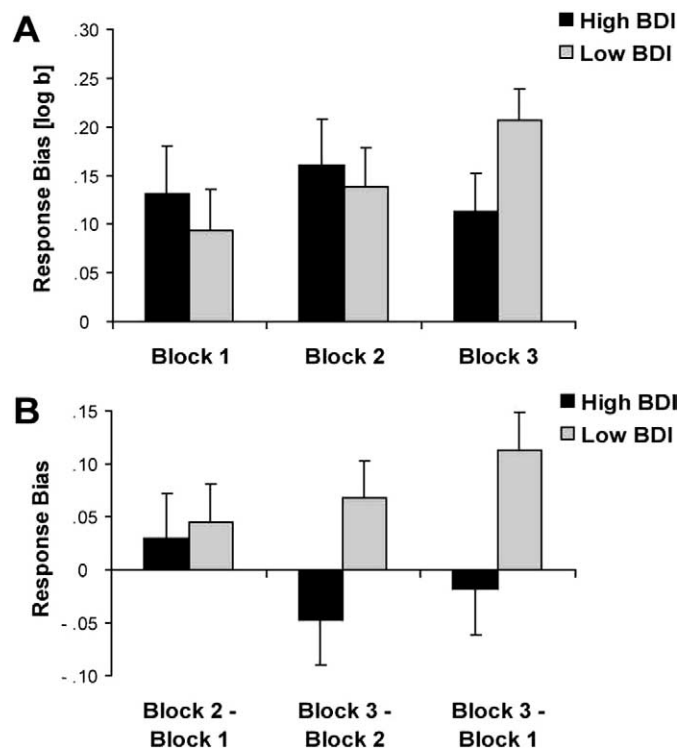 A
High BDI
Low BDI
Response Bias [log b]
.30
.25
.20
.15
.10
.05
0
Block 1 Block 2 Block 3
B
High BDI
Low BDI
Response Bias
.15
.10
.05
0
- .05
- .10
Block 2 - Block 3 - Block 3 -
Block 1 Block 2 Block 1